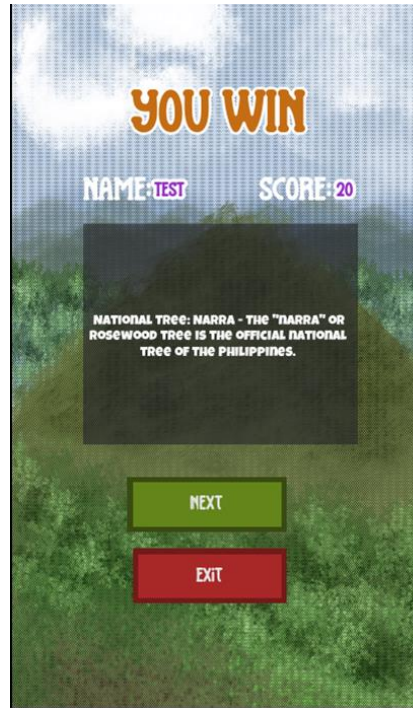 YOU WIN
NAME: TEST SCORE: 20
NATIONAL TREE: NARRA - THE "NARRA" OR
ROSEWOOD TREE IS THE OFFICIAL NATIONAL
TREE OF THE PHILIPPINES.
NEXT
EXIT